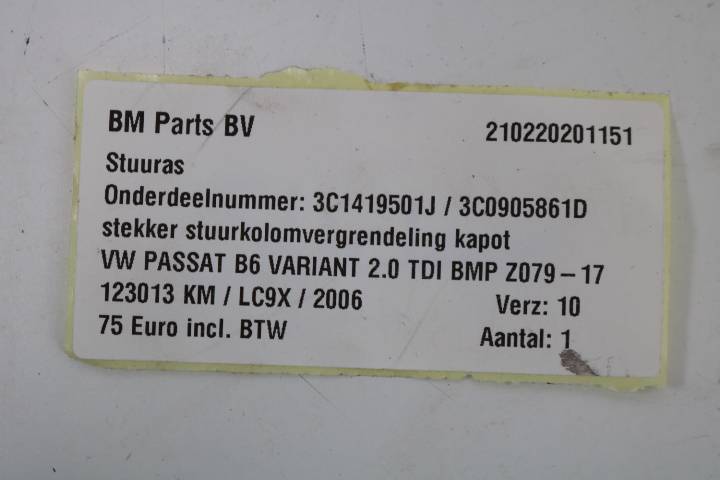 BM Parts BV 210220201151
Stuuras
Onderdeelnummer: 3C1419501J / 3C0905861D
stekker stuurkolomvergrendeling kapot
VW PASSAT B6 VARIANT 2.0 TDI BMP Z079-17
123013 KM / LC9X / 2006 Verz: 10
75 Euro incl. BTW Aantal: 1